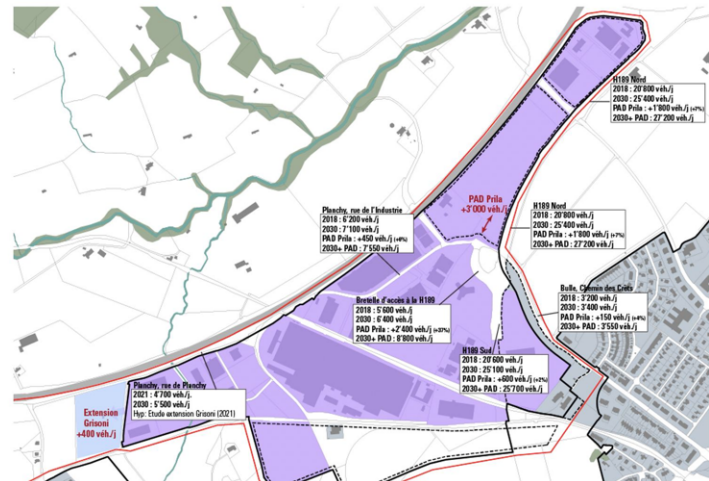 H189 Nord
2018 : 20'800 véh./j
2030 : 25'400 véh./j
PAD Prila : +1'800 véh./j (+7%)
2030+ PAD : 27'200 véh./j
PAD Prila
+3'000 véh./j
Planchy, rue de l'Industrie
2018 : 6'200 véh./j
2030 : 7'100 véh./j
PAD Prila : +450 véh./j (+6%)
2030+ PAD : 7'550 véh./j
H189 Nord
2018 : 20'800 véh./j
2030 : 25'400 véh./j
PAD Prila : +1'800 véh./j (+7%)
2030+ PAD : 27'200 véh./j
Bulle, Chemin des Crêts
2018 : 3'200 véh./j
2030 : 3'400 véh./j
PAD Prila : +150 véh./j (+4%)
2030+ PAD : 3'550 véh./j
Bretelle d'accès à la H189
2018 : 5'600 véh./j
2030 : 6'400 véh./j
PAD Prila : +2'400 véh./j (+37%)
2030+ PAD : 8'800 véh./j
H189 Sud
2018 : 20'600 véh./j
2030 : 25'100 véh./j
PAD Prila : +600 véh./j (+2%)
2030+ PAD : 25'700 véh./j
Planchy, rue de Planchy
2021 : 4'700 véh./j
2030 : 5'500 véh./j
Hyp: Etude extension Grisoni (2021)
Extension
Grisoni
+400 véh./j